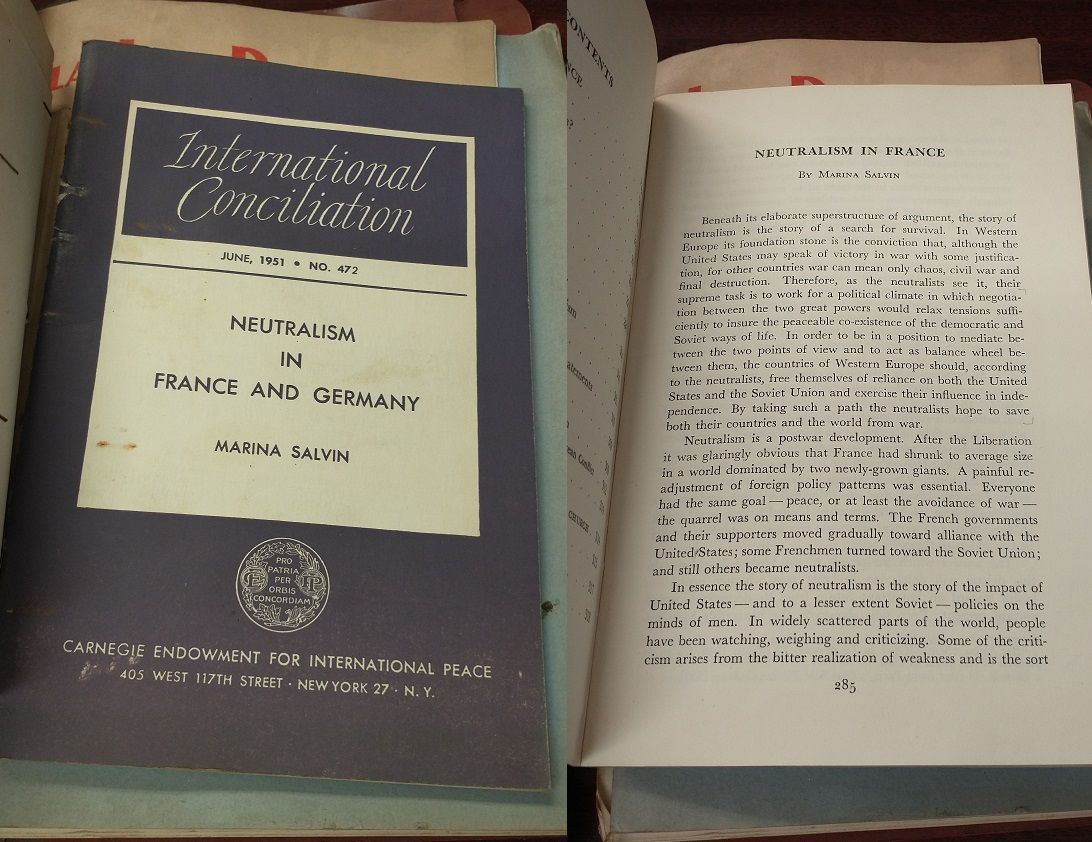 International
Conciliation
JUNE, 1951 • NO. 472
NEUTRALISM
IN
FRANCE AND GERMANY
MARINA SALVIN
PRO
PATRIA
PER
ORBIS
CONCORDIAM
E P
CARNEGIE ENDOWMENT FOR INTERNATIONAL PEACE
405 WEST 117TH STREET · NEW YORK 27 · N. Y.
CONTENTS
NEUTRALISM IN FRANCE
By Marina Salvin
Beneath its elaborate superstructure of argument, the story of
neutralism is the story of a search for survival. In Western
Europe its foundation stone is the conviction that, although the
United States may speak of victory in war with some justifica-
tion, for other countries war can mean only chaos, civil war and
final destruction. Therefore, as the neutralists see it, their
supreme task is to work for a political climate in which negotia-
tion between the two great powers would relax tensions suffi-
ciently to insure the peaceable co-existence of the democratic and
Soviet ways of life. In order to be in a position to mediate be-
tween the two points of view and to act as balance wheel be-
tween them, the countries of Western Europe should, according
to the neutralists, free themselves of reliance on both the United
States and the Soviet Union and exercise their influence in inde-
pendence. By taking such a path the neutralists hope to save
both their countries and the world from war.
Neutralism is a postwar development. After the Liberation
it was glaringly obvious that France had shrunk to average size
in a world dominated by two newly-grown giants. A painful re-
adjustment of foreign policy patterns was essential. Everyone
had the same goal — peace, or at least the avoidance of war —
the quarrel was on means and terms. The French governments
and their supporters moved gradually toward alliance with the
United States; some Frenchmen turned toward the Soviet Union;
and still others became neutralists.
In essence the story of neutralism is the story of the impact of
United States — and to a lesser extent Soviet — policies on the
minds of men. In widely scattered parts of the world, people
have been watching, weighing and criticizing. Some of the criti-
cism arises from the bitter realization of weakness and is the sort
285